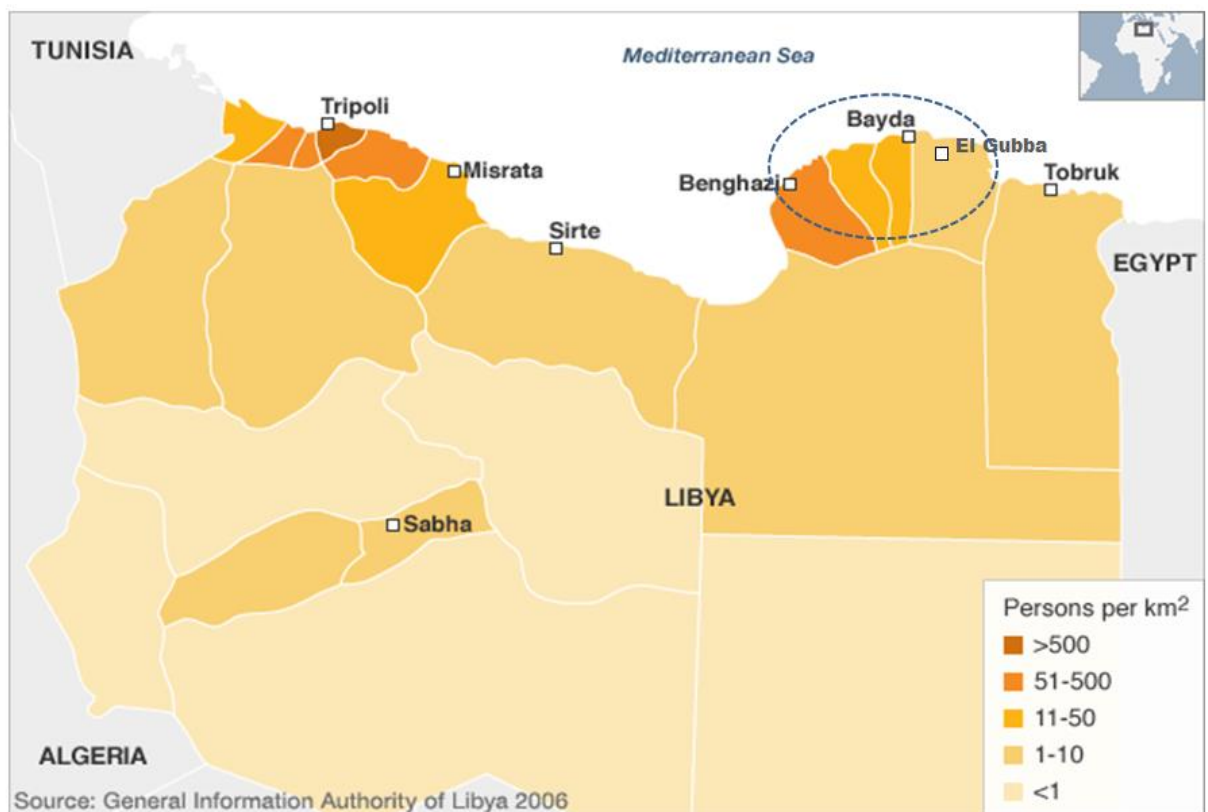 TUNISIA
Mediterranean Sea
Tripoli
Bayda
El Gubba
Misrata
Benghazi
Tobruk
Sirte
EGYPT
LIBYA
Sabha
Persons per km²
>500
51-500
11-50
1-10
<1
ALGERIA
Source: General Information Authority of Libya 2006